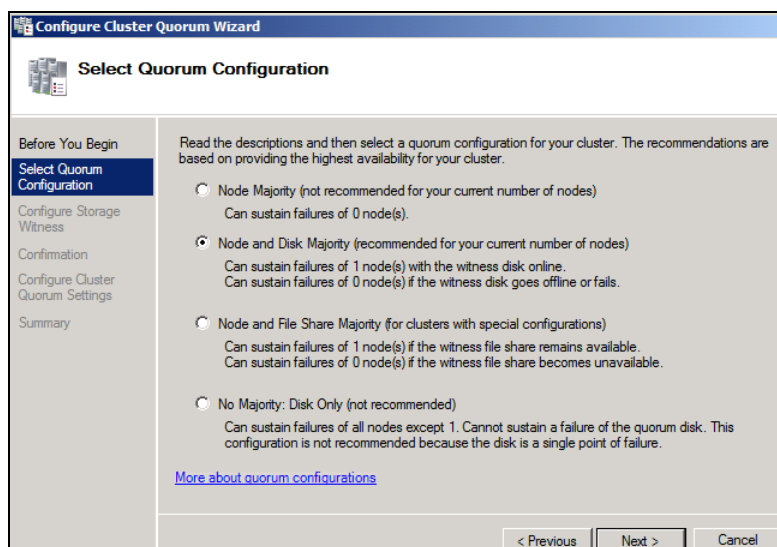 Configure Cluster Quorum Wizard
Select Quorum Configuration
Before You Begin
Select Quorum
Configuration
Configure Storage
Witness
Confirmation
Configure Cluster
Quorum Settings
Summary
Read the descriptions and then select a quorum configuration for your cluster. The recommendations are
based on providing the highest availability for your cluster.
Node Majority (not recommended for your current number of nodes)
Can sustain failures of 0 node(s).
Node and Disk Majority (recommended for your current number of nodes)
Can sustain failures of 1 node(s) with the witness disk online.
Can sustain failures of 0 node(s) if the witness disk goes offline or fails.
Node and File Share Majority (for clusters with special configurations)
Can sustain failures of 1 node(s) if the witness file share remains available.
Can sustain failures of 0 node(s) if the witness file share becomes unavailable.
No Majority: Disk Only (not recommended)
Can sustain failures of all nodes except 1. Cannot sustain a failure of the quorum disk. This
configuration is not recommended because the disk is a single point of failure.
More about quorum configurations
< Previous
Next >
Cancel